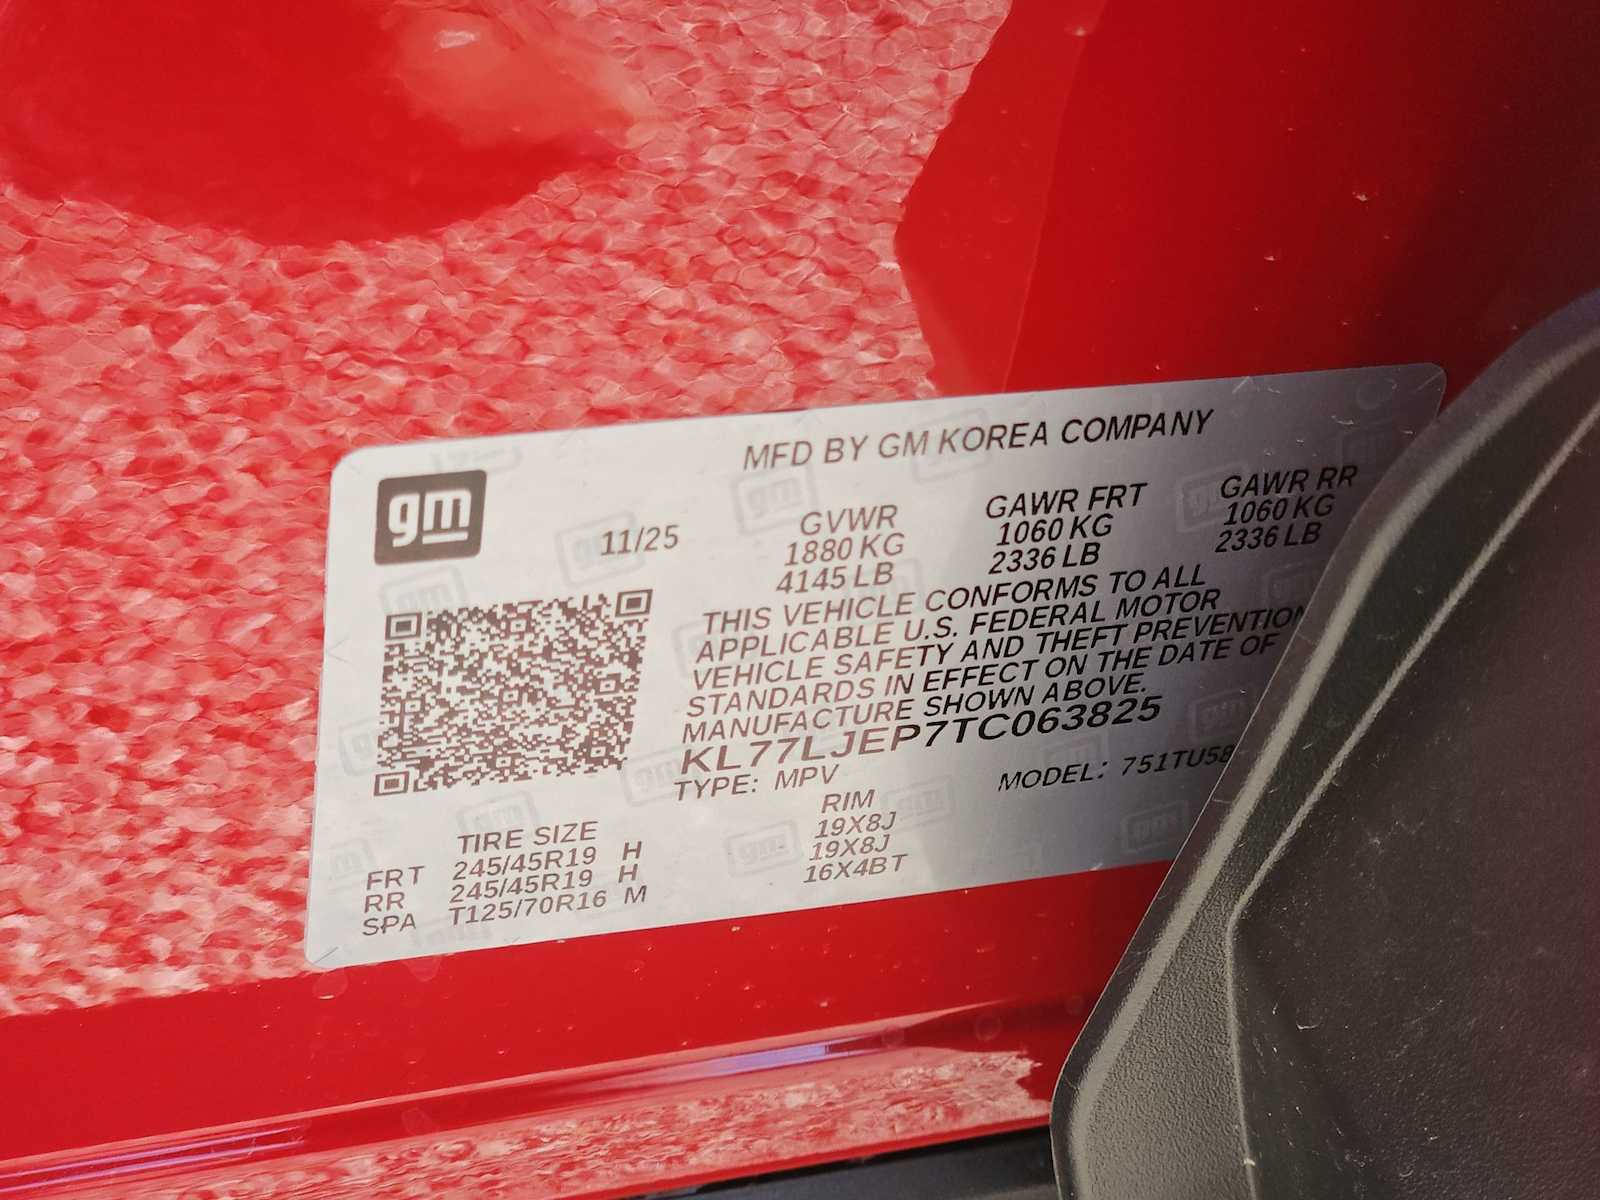 MFD BY GM KOREA COMPANY
gm
11/25
GVWR GAWR FRT GAWR RR
1880 KG 1060 KG 1060 KG
4145 LB 2336 LB 2336 LB
THIS VEHICLE CONFORMS TO ALL
APPLICABLE U.S. FEDERAL MOTOR
VEHICLE SAFETY AND THEFT PREVENTION
STANDARDS IN EFFECT ON THE DATE OF
MANUFACTURE SHOWN ABOVE.
KL77LJEP7TC063825
TYPE: MPV MODEL: 751TU58
TIRE SIZE RIM
FRT 245/45R19 H 19X8J
RR 245/45R19 H 19X8J
SPA T125/70R16 M 16X4BT